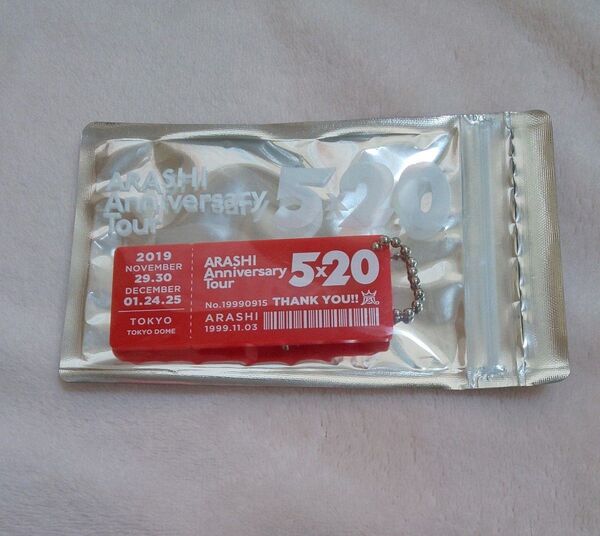 ARASHI
Anniversary
Tour
5×20
2019
NOVEMBER
29.30
DECEMBER
01.24.25
TOKYO
TOKYO DOME
ARASHI
Anniversary
Tour
5×20
No.19990915 THANK YOU!! 嵐
ARASHI
1999.11.03